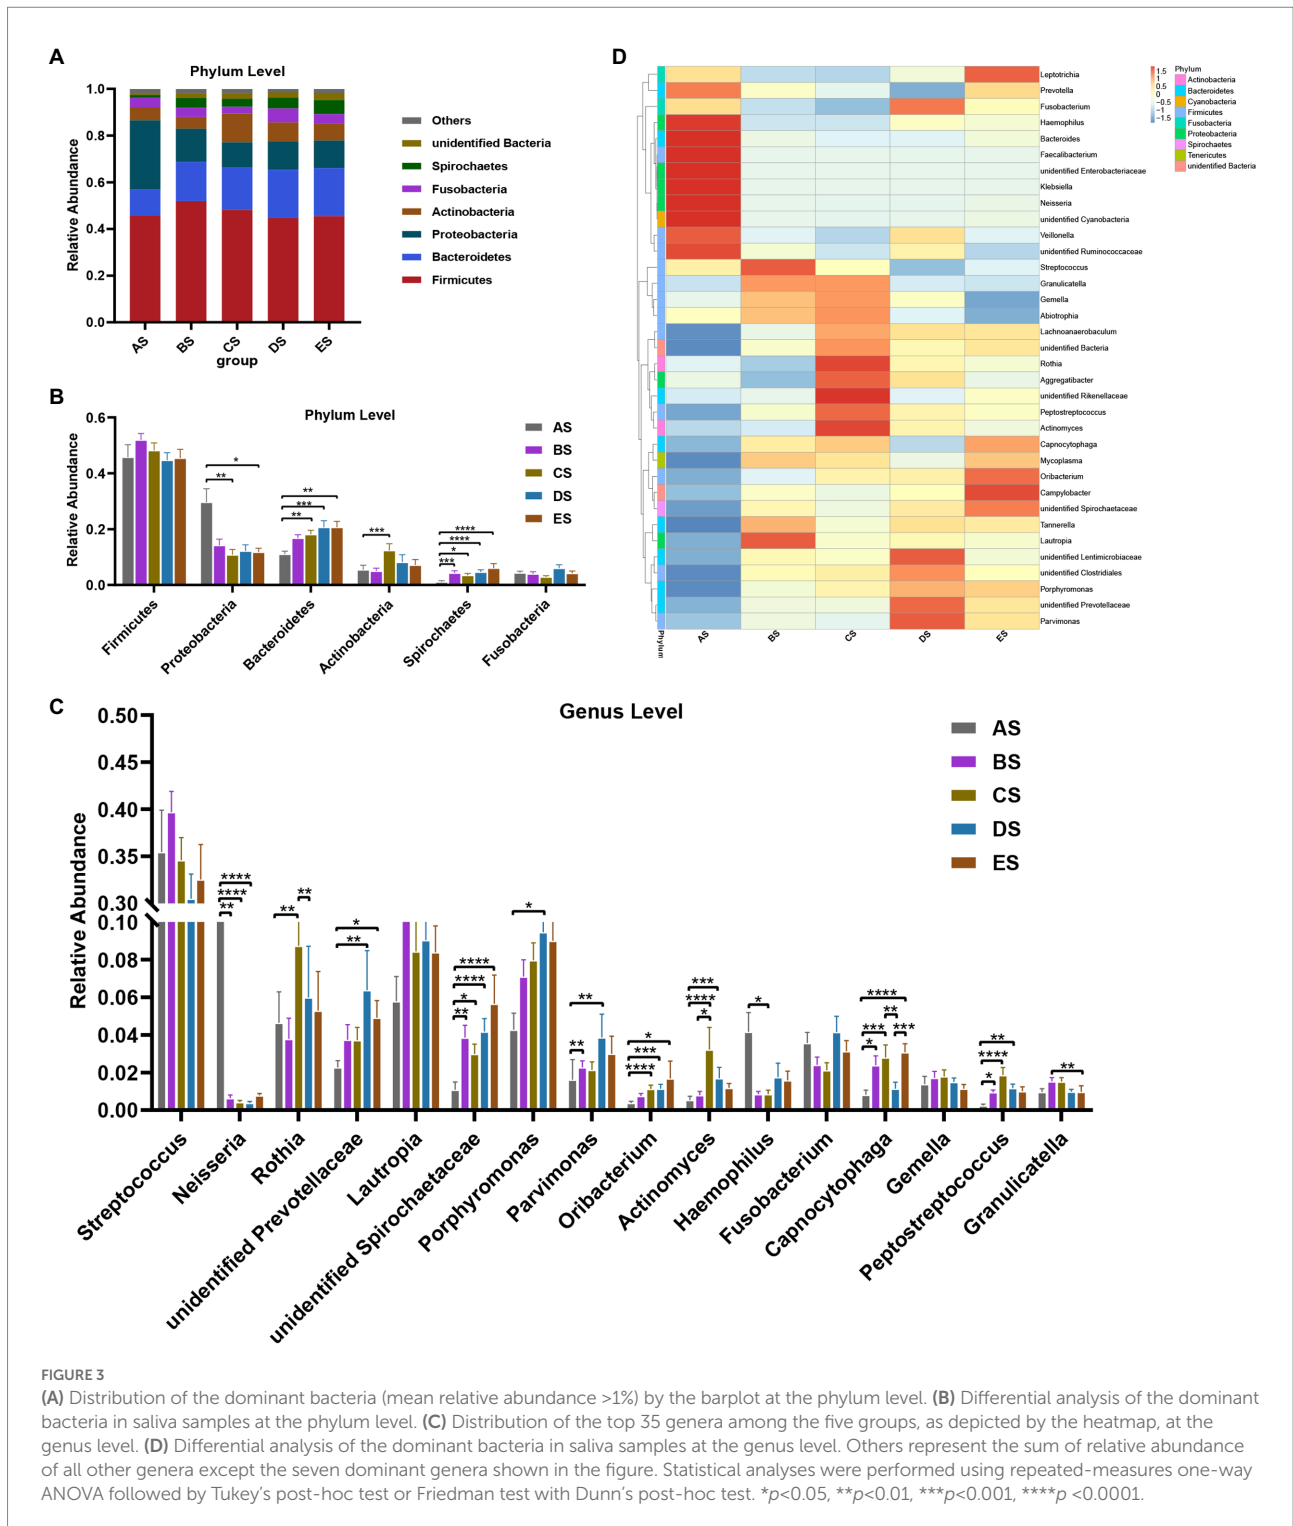 A
Phylum Level
Relative Abundance
1.0
0.8
0.6
0.4
0.2
0.0
AS
BS
CS
DS
ES
group
Others
unidentified Bacteria
Spirochaetes
Fusobacteria
Actinobacteria
Proteobacteria
Bacteroidetes
Firmicutes
B
Phylum Level
Relative Abundance
0.6
0.4
0.2
0.0
*
**
**
***
**
***
****
****
*
***
AS
BS
CS
DS
ES
Firmicutes
Proteobacteria
Bacteroidetes
Actinobacteria
Spirochaetes
Fusobacteria
D
Leptotrichia
Prevotella
Fusobacterium
Haemophilus
Bacteroides
Faecalibacterium
unidentified Enterobacteriaceae
Klebsiella
Neisseria
unidentified Cyanobacteria
Veillonella
unidentified Ruminococcaceae
Streptococcus
Granulicatella
Gemella
Abiotrophia
Lachnoanaerobaculum
unidentified Bacteria
Rothia
Aggregatibacter
unidentified Rikenellaceae
Peptostreptococcus
Actinomyces
Capnocytophaga
Mycoplasma
Oribacterium
Campylobacter
unidentified Spirochaetaceae
Tannerella
Lautropia
unidentified Lentimicrobiaceae
unidentified Clostridiales
Porphyromonas
unidentified Prevotellaceae
Parvimonas
Phylum
AS
BS
CS
DS
ES
1.5
1
0.5
0
−0.5
−1
−1.5
Phylum
Actinobacteria
Bacteroidetes
Cyanobacteria
Firmicutes
Fusobacteria
Proteobacteria
Spirochaetes
Tenericutes
unidentified Bacteria
C
Genus Level
Relative Abundance
0.50
0.45
0.40
0.35
0.30
0.10
0.08
0.06
0.04
0.02
0.00
****
****
**
**
**
*
**
****
****
*
**
*
**
**
*
***
****
***
****
*
*
****
**
***
***
*
**
****
*
**
AS
BS
CS
DS
ES
Streptococcus
Neisseria
Rothia
unidentified Prevotellaceae
Lautropia
unidentified Spirochaetaceae
Porphyromonas
Parvimonas
Oribacterium
Actinomyces
Haemophilus
Fusobacterium
Capnocytophaga
Gemella
Peptostreptococcus
Granulicatella
FIGURE 3
(A) Distribution of the dominant bacteria (mean relative abundance >1%) by the barplot at the phylum level. (B) Differential analysis of the dominant
bacteria in saliva samples at the phylum level. (C) Distribution of the top 35 genera among the five groups, as depicted by the heatmap, at the
genus level. (D) Differential analysis of the dominant bacteria in saliva samples at the genus level. Others represent the sum of relative abundance
of all other genera except the seven dominant genera shown in the figure. Statistical analyses were performed using repeated-measures one-way
ANOVA followed by Tukey's post-hoc test or Friedman test with Dunn's post-hoc test. *p<0.05, **p<0.01, ***p<0.001, ****p <0.0001.